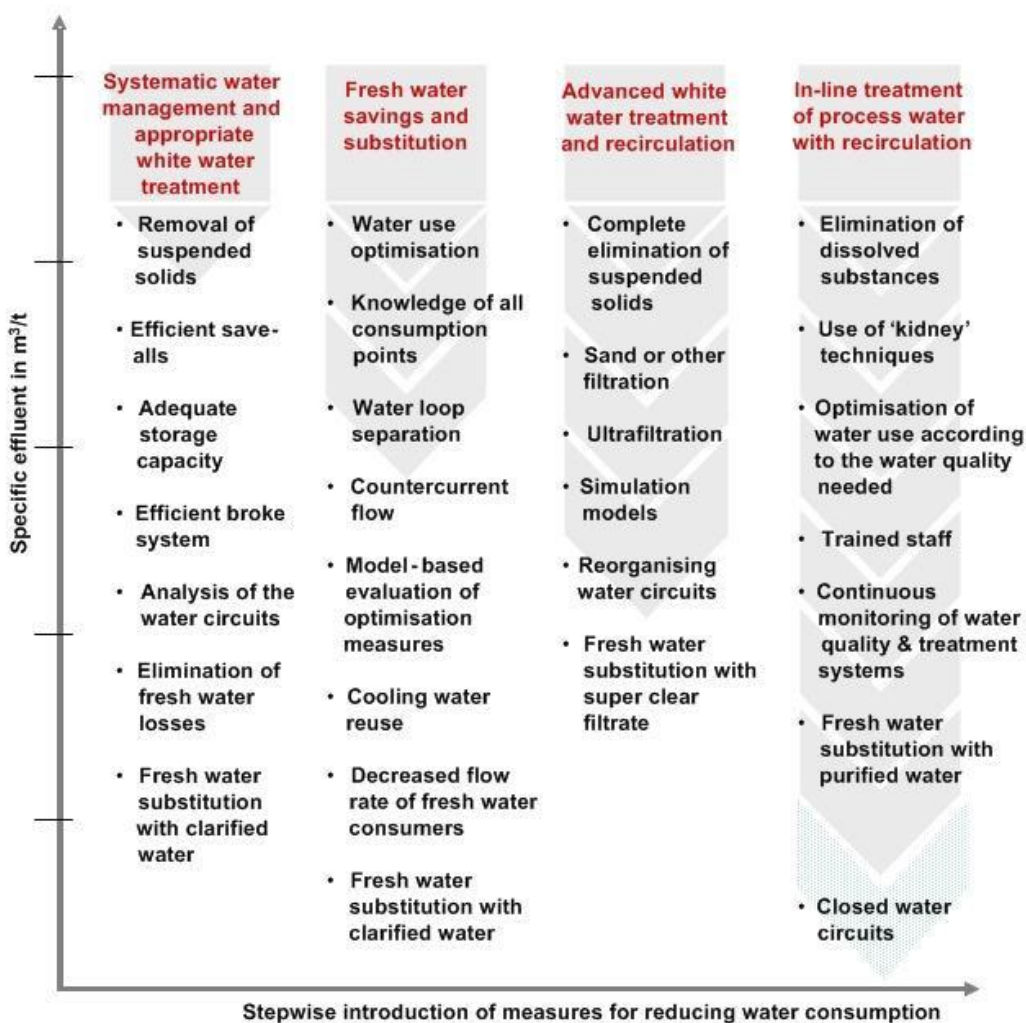 Specific effluent in m³/t
Systematic water
management and
appropriate
white water
treatment
• Removal of
suspended
solids
• Efficient save-
alls
• Adequate
storage
capacity
• Efficient broke
system
• Analysis of the
water circuits
• Elimination of
fresh water
losses
• Fresh water
substitution
with clarified
water
Fresh water
savings and
substitution
• Water use
optimisation
• Knowledge of all
consumption
points
• Water loop
separation
• Countercurrent
flow
• Model-based
evaluation of
optimisation
measures
• Cooling water
reuse
• Decreased flow
rate of fresh water
consumers
• Fresh water
substitution with
clarified water
Advanced white
water treatment
and recirculation
• Complete
elimination of
suspended
solids
• Sand or other
filtration
• Ultrafiltration
• Simulation
models
• Reorganising
water circuits
• Fresh water
substitution with
super clear
filtrate
In-line treatment
of process water
with recirculation
• Elimination of
dissolved
substances
• Use of ‘kidney’
techniques
• Optimisation of
water use according
to the water quality
needed
• Trained staff
• Continuous
monitoring of water
quality & treatment
systems
• Fresh water
substitution with
purified water
• Closed water
circuits
Stepwise introduction of measures for reducing water consumption